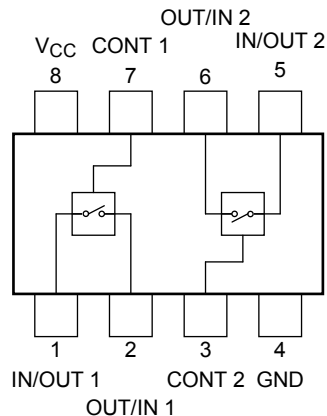 OUT/IN 2
VCC CONT 1 IN/OUT 2
8 7 6 5
1 2 3 4
IN/OUT 1 CONT 2 GND
OUT/IN 1